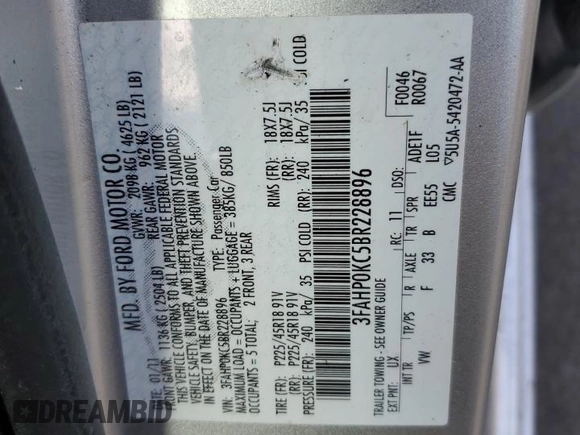 MFD. BY FORD MOTOR CO.
DATE: 01/11 GVWR: 2098 KG ( 4625 LB)
GAWR: 1136 KG (2504 LB) REAR GAWR: 962 KG ( 2121 LB)
THIS VEHICLE CONFORMS TO ALL APPLICABLE FEDERAL MOTOR
VEHICLE SAFETY, BUMPER, AND THEFT PREVENTION STANDARDS
IN EFFECT ON THE DATE OF MANUFACTURE SHOWN ABOVE.
VIN: 3FAHP0KC5BR228896 TYPE: Passenger Car
MAXIMUM LOAD = OCCUPANTS + LUGGAGE = 385KG/ 850LB
OCCUPANTS = 5 TOTAL: 2 FRONT, 3 REAR
TIRE (FR): P225/45R18 91V RIMS (FR): 18X7.5J
(RR): P225/45R18 91V (RR): 18X7.5J
PRESSURE (FR): 240 kPa/ 35 PSI COLD (RR): 240 kPa/ 35 PSI COLD
3FAHP0KC5BR228896
TRAILER TOWING - SEE OWNER GUIDE
F0046
R0067
EXT PNT: UX RC: 11 DSO:
TP/PS R AXLE TR SPR ADE1F
INT TR L05
VW F 33 B EE55
CMC ▽5U5A-5420472-AA
DREAMBID